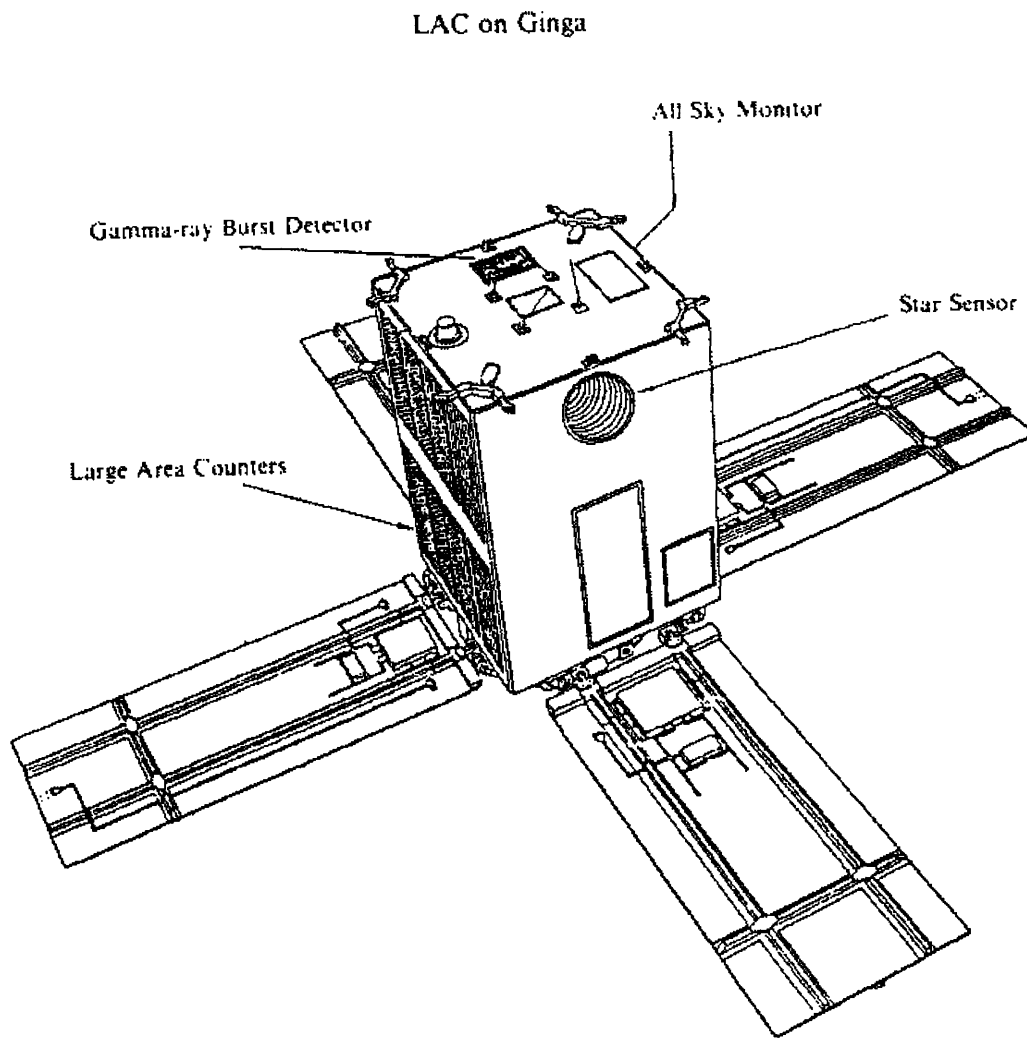 LAC on Ginga
All Sky Monitor
Gamma-ray Burst Detector
Star Sensor
Large Area Counters